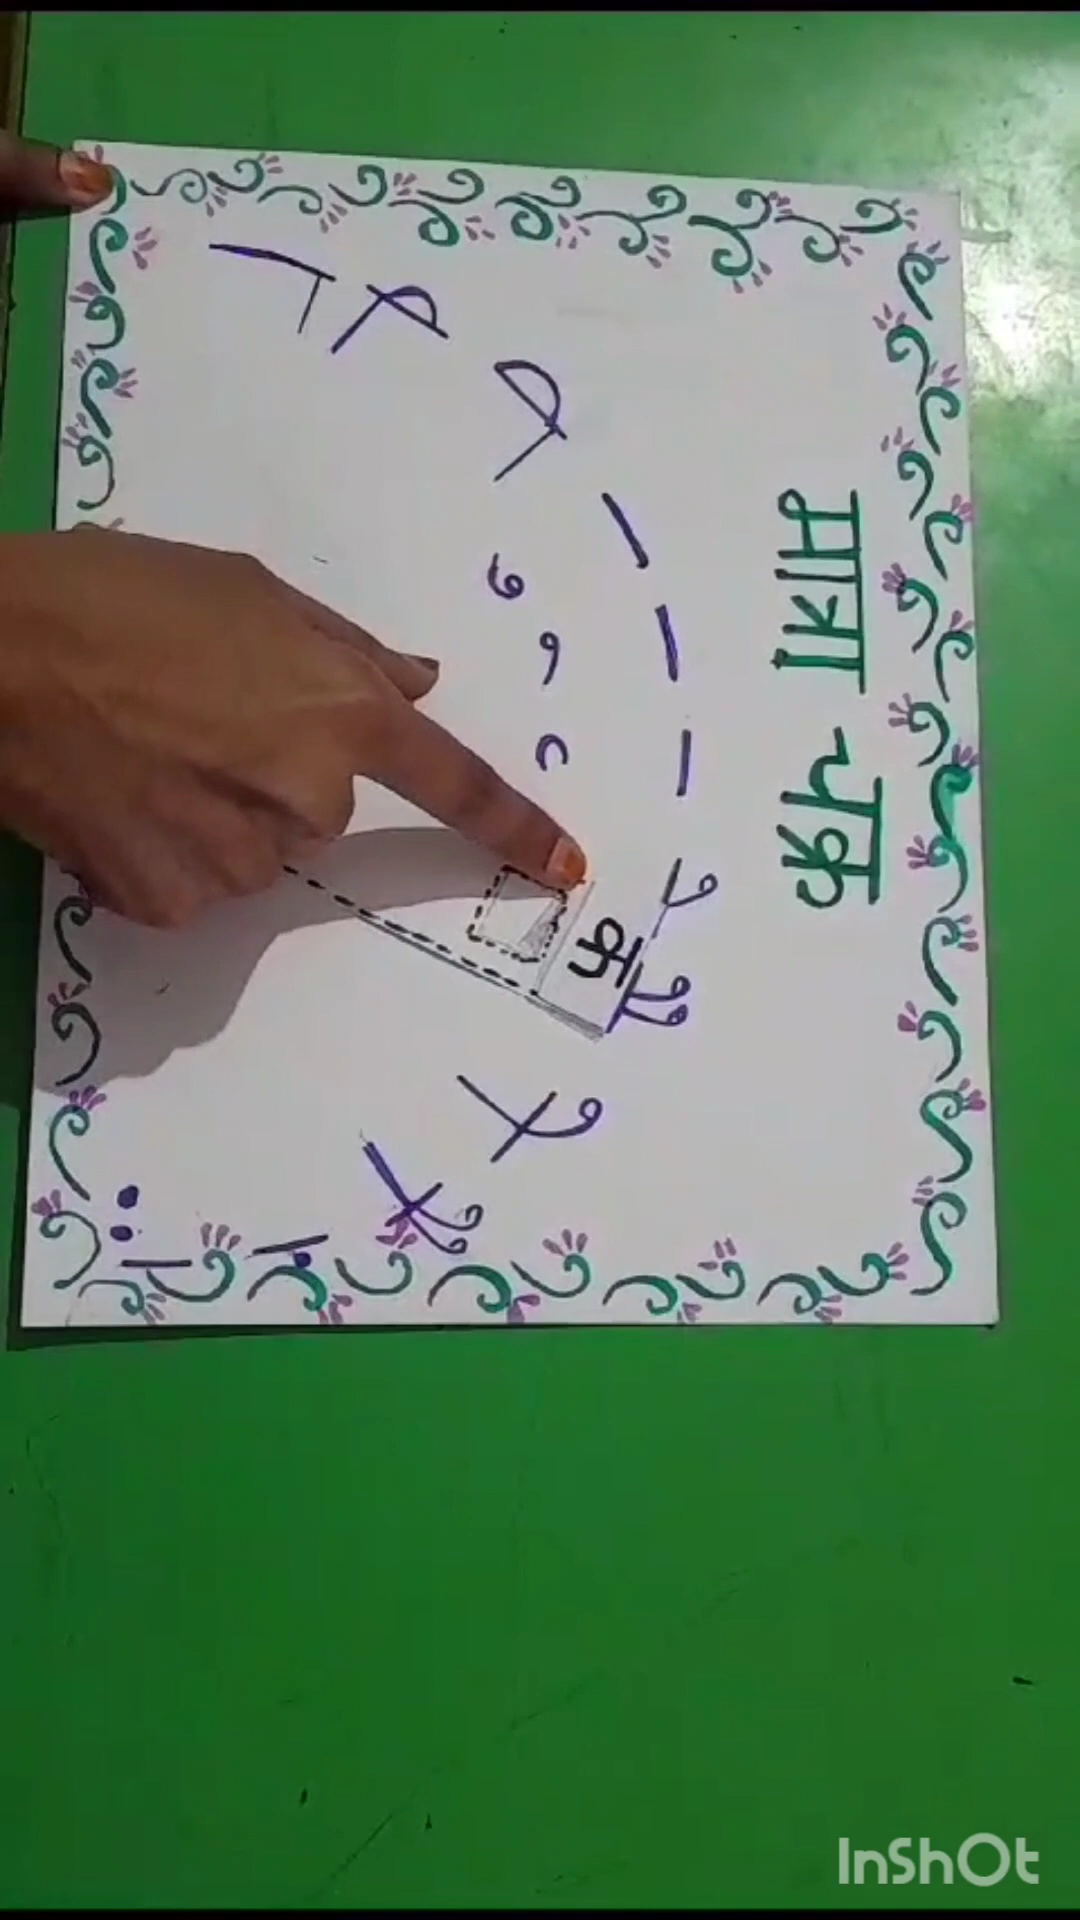 मात्रा चक्र
ा ि ी ु ू ृ े ै ो ौ ं ः
क
InShOt